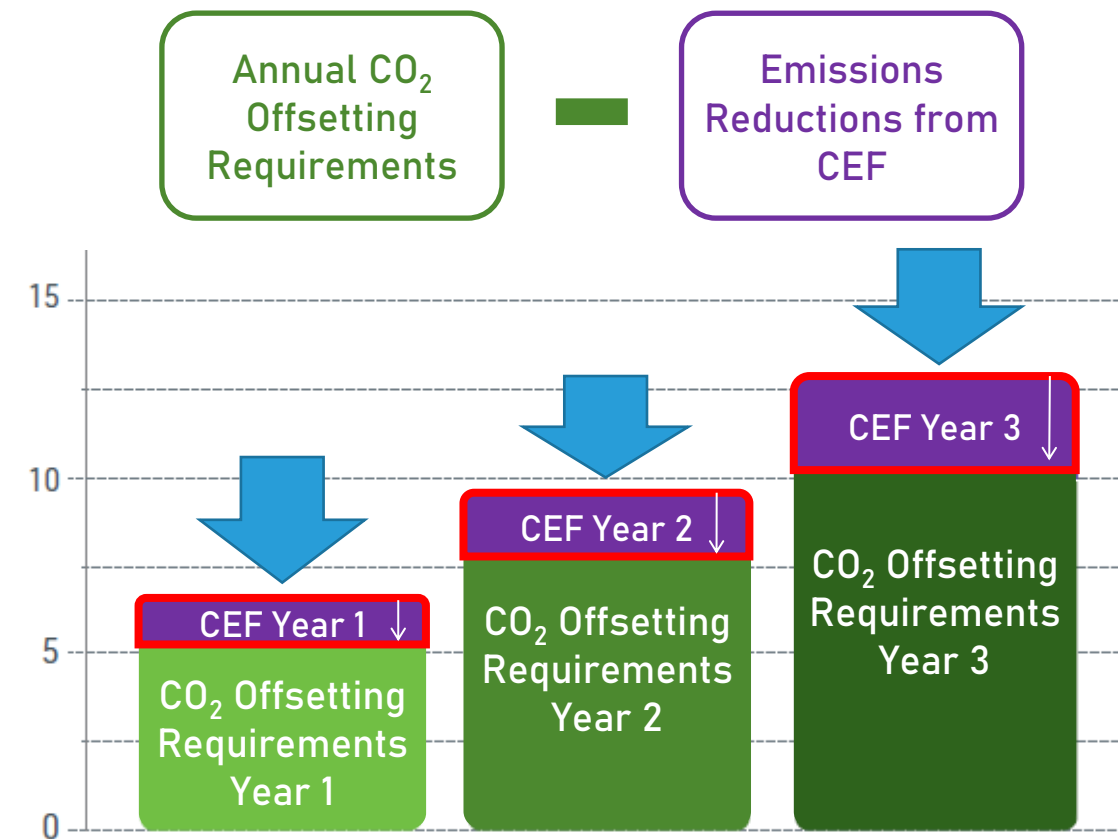 Annual CO₂
Offsetting
Requirements
Emissions
Reductions from
CEF
15
10
5
0
CEF Year 1
CO₂ Offsetting
Requirements
Year 1
CEF Year 2
CO₂ Offsetting
Requirements
Year 2
CEF Year 3
CO₂ Offsetting
Requirements
Year 3